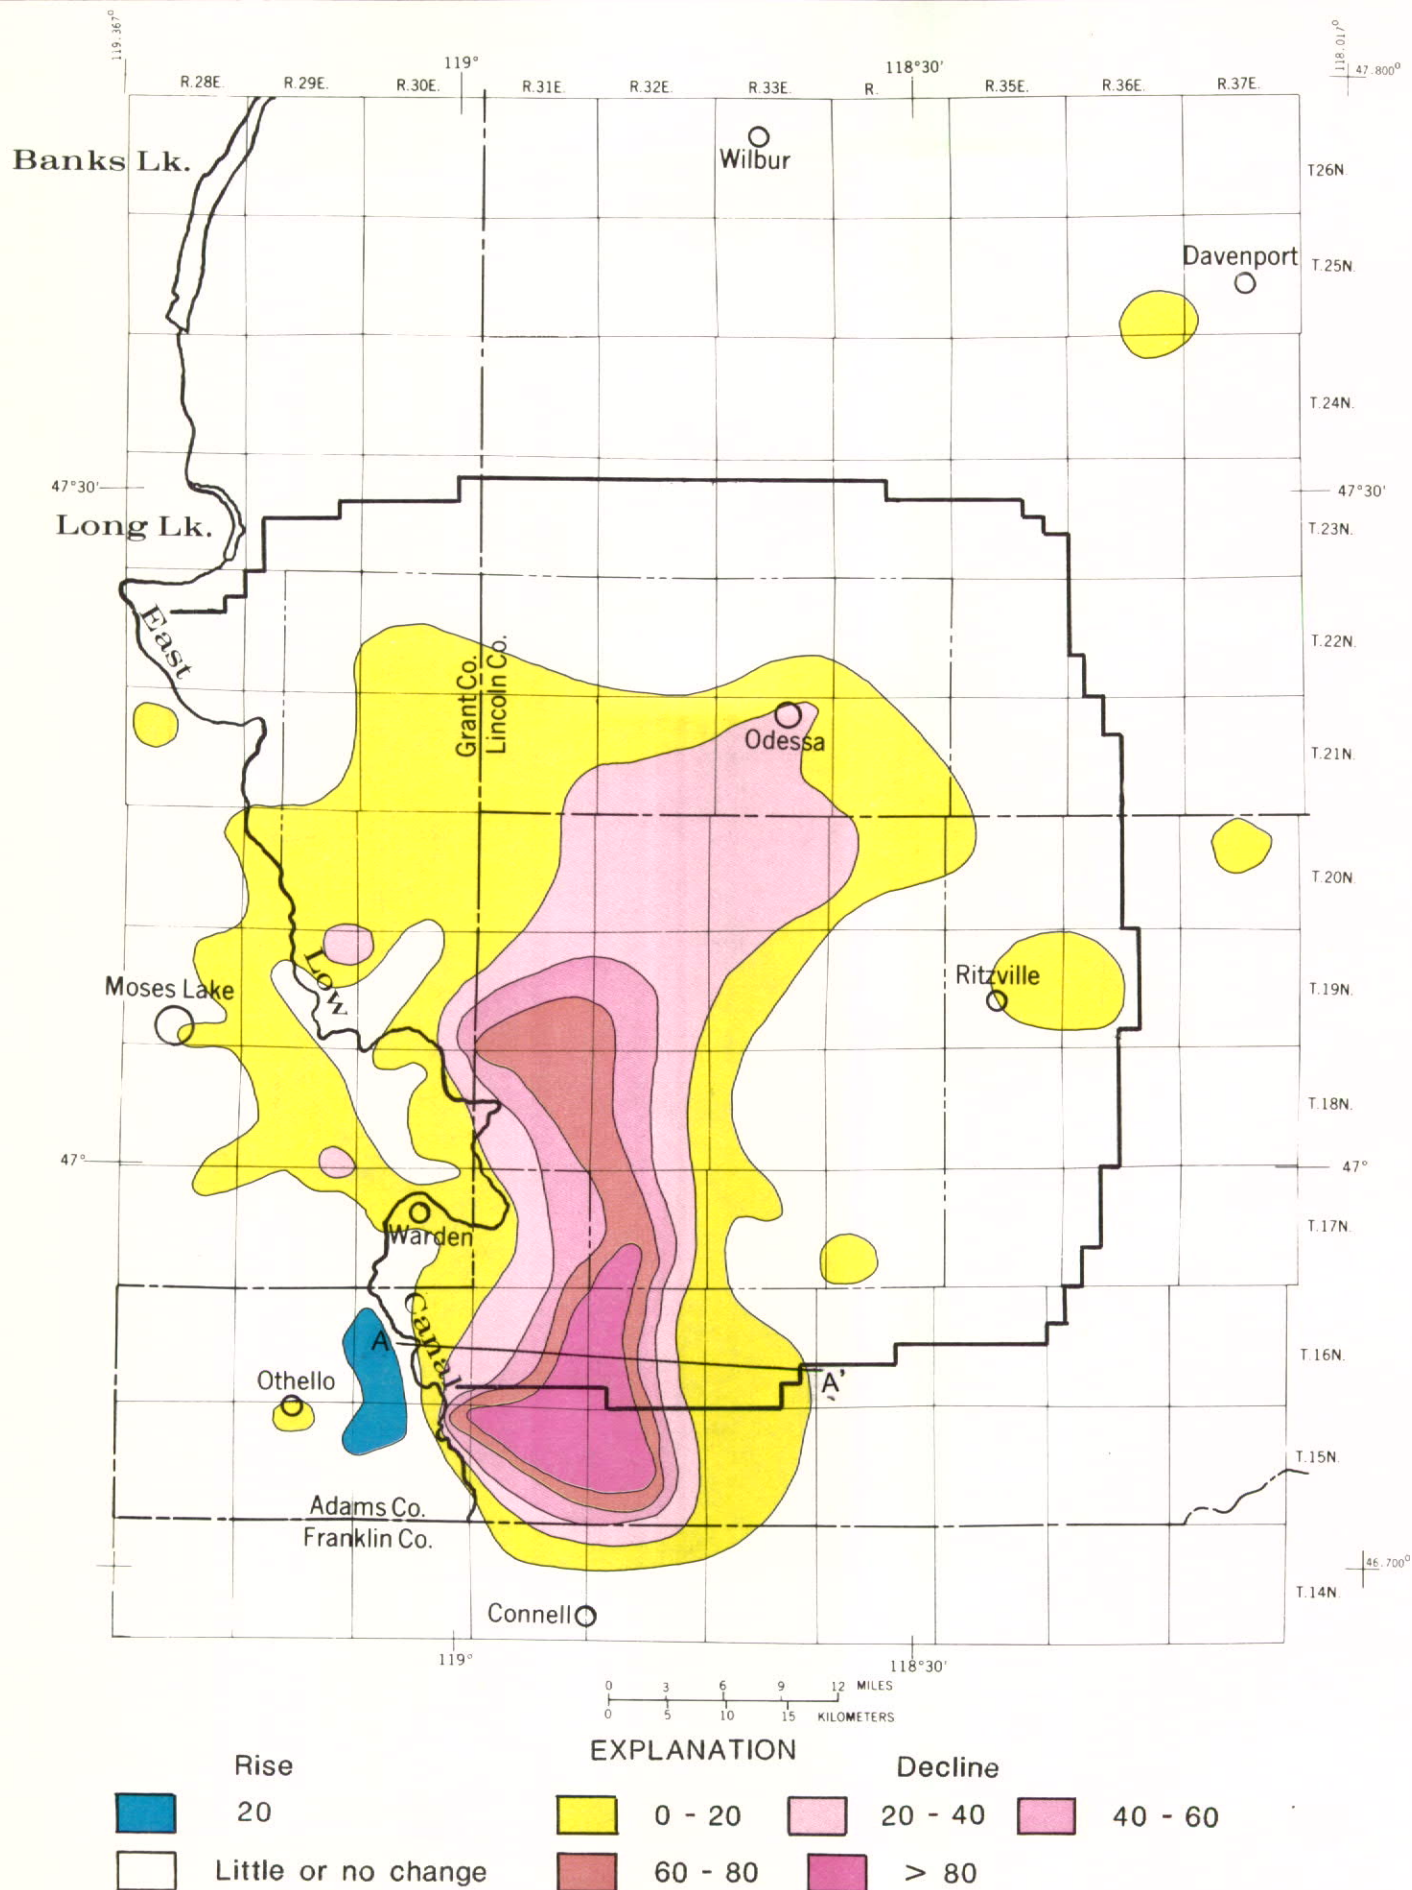 119.367°
118.017°
119°
118°30'
47.800°
R.28E.
R.29E.
R.30E.
R.31E.
R.32E.
R.33E.
R.
R.35E.
R.36E.
R.37E.
Banks Lk.
Wilbur
T26N.
Davenport
T.25N.
T.24N.
47°30'
47°30'
Long Lk.
T.23N.
East
T.22N.
Grant Co.
Lincoln Co.
Odessa
T.21N.
T.20N.
Low
Moses Lake
Ritzville
T.19N.
T.18N.
47°
47°
Warden
T.17N.
Canal
A
A'
T.16N.
Othello
T.15N.
Adams Co.
Franklin Co.
46.700°
T.14N.
Connell
119°
118°30'
0 3 6 9 12 MILES
0 5 10 15 KILOMETERS
EXPLANATION
Rise
Decline
20
0 - 20
20 - 40
40 - 60
Little or no change
60 - 80
> 80